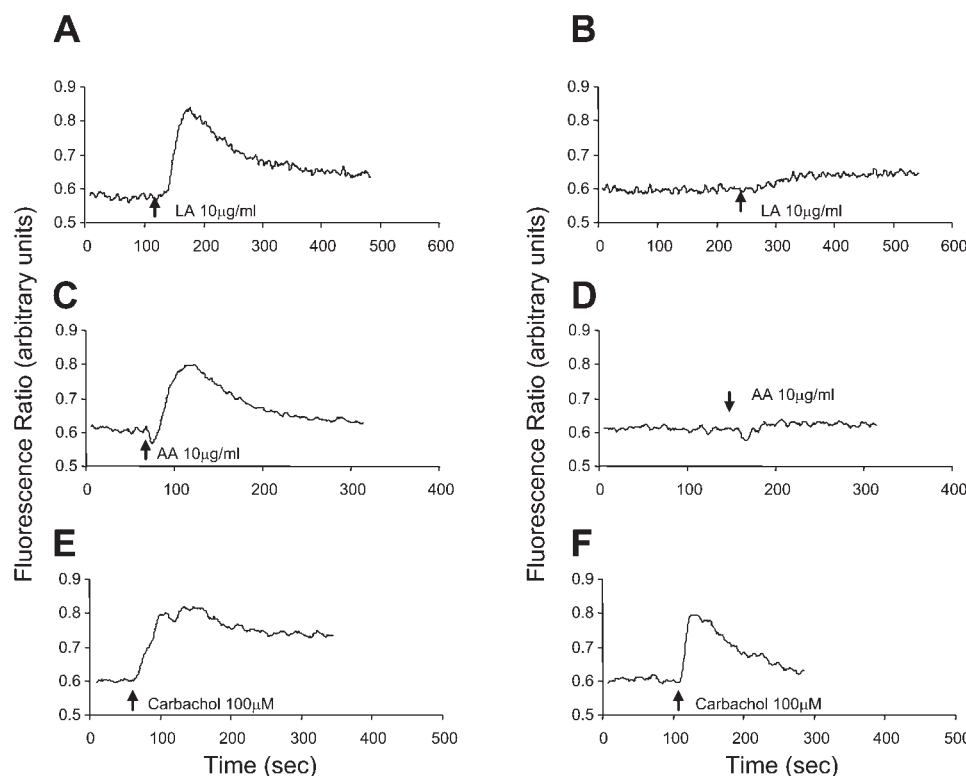 A
0.9
0.8
0.7
0.6
0.5
LA 10µg/ml
0 100 200 300 400 500 600
B
0.9
0.8
0.7
0.6
0.5
LA 10µg/ml
0 100 200 300 400 500 600
C
0.9
0.8
0.7
0.6
0.5
AA 10µg/ml
0 100 200 300 400
D
0.9
0.8
0.7
0.6
0.5
AA 10µg/ml
0 100 200 300 400
E
0.9
0.8
0.7
0.6
0.5
Carbachol 100µM
0 100 200 300 400 500
Time (sec)
F
0.9
0.8
0.7
0.6
0.5
Carbachol 100µM
0 100 200 300 400 500
Time (sec)
Fluorescence Ratio (arbitrary units)
Fluorescence Ratio (arbitrary units)